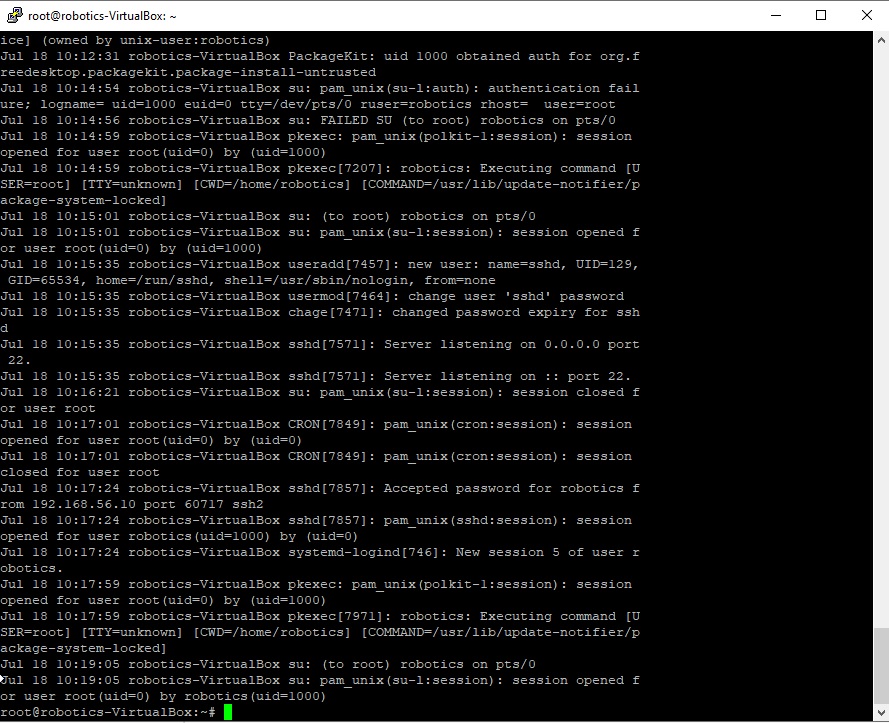 root@robotics-VirtualBox: ~
ice] (owned by unix-user:robotics)
Jul 18 10:12:31 robotics-VirtualBox PackageKit: uid 1000 obtained auth for org.f
reedesktop.packagekit.package-install-untrusted
Jul 18 10:14:54 robotics-VirtualBox su: pam_unix(su-l:auth): authentication fail
ure; logname= uid=1000 euid=0 tty=/dev/pts/0 ruser=robotics rhost=  user=root
Jul 18 10:14:56 robotics-VirtualBox su: FAILED SU (to root) robotics on pts/0
Jul 18 10:14:59 robotics-VirtualBox pkexec: pam_unix(polkit-1:session): session
opened for user root(uid=0) by (uid=1000)
Jul 18 10:14:59 robotics-VirtualBox pkexec[7207]: robotics: Executing command [U
SER=root] [TTY=unknown] [CWD=/home/robotics] [COMMAND=/usr/lib/update-notifier/p
ackage-system-locked]
Jul 18 10:15:01 robotics-VirtualBox su: (to root) robotics on pts/0
Jul 18 10:15:01 robotics-VirtualBox su: pam_unix(su-l:session): session opened f
or user root(uid=0) by (uid=1000)
Jul 18 10:15:35 robotics-VirtualBox useradd[7457]: new user: name=sshd, UID=129,
 GID=65534, home=/run/sshd, shell=/usr/sbin/nologin, from=none
Jul 18 10:15:35 robotics-VirtualBox usermod[7464]: change user 'sshd' password
Jul 18 10:15:35 robotics-VirtualBox chage[7471]: changed password expiry for ssh
d
Jul 18 10:15:35 robotics-VirtualBox sshd[7571]: Server listening on 0.0.0.0 port
 22.
Jul 18 10:15:35 robotics-VirtualBox sshd[7571]: Server listening on :: port 22.
Jul 18 10:16:21 robotics-VirtualBox su: pam_unix(su-l:session): session closed f
or user root
Jul 18 10:17:01 robotics-VirtualBox CRON[7849]: pam_unix(cron:session): session
opened for user root(uid=0) by (uid=0)
Jul 18 10:17:01 robotics-VirtualBox CRON[7849]: pam_unix(cron:session): session
closed for user root
Jul 18 10:17:24 robotics-VirtualBox sshd[7857]: Accepted password for robotics f
rom 192.168.56.10 port 60717 ssh2
Jul 18 10:17:24 robotics-VirtualBox sshd[7857]: pam_unix(sshd:session): session
opened for user robotics(uid=1000) by (uid=0)
Jul 18 10:17:24 robotics-VirtualBox systemd-logind[746]: New session 5 of user r
obotics.
Jul 18 10:17:59 robotics-VirtualBox pkexec: pam_unix(polkit-1:session): session
opened for user root(uid=0) by (uid=1000)
Jul 18 10:17:59 robotics-VirtualBox pkexec[7971]: robotics: Executing command [U
SER=root] [TTY=unknown] [CWD=/home/robotics] [COMMAND=/usr/lib/update-notifier/p
ackage-system-locked]
Jul 18 10:19:05 robotics-VirtualBox su: (to root) robotics on pts/0
Jul 18 10:19:05 robotics-VirtualBox su: pam_unix(su-l:session): session opened f
or user root(uid=0) by robotics(uid=1000)
root@robotics-VirtualBox:~#